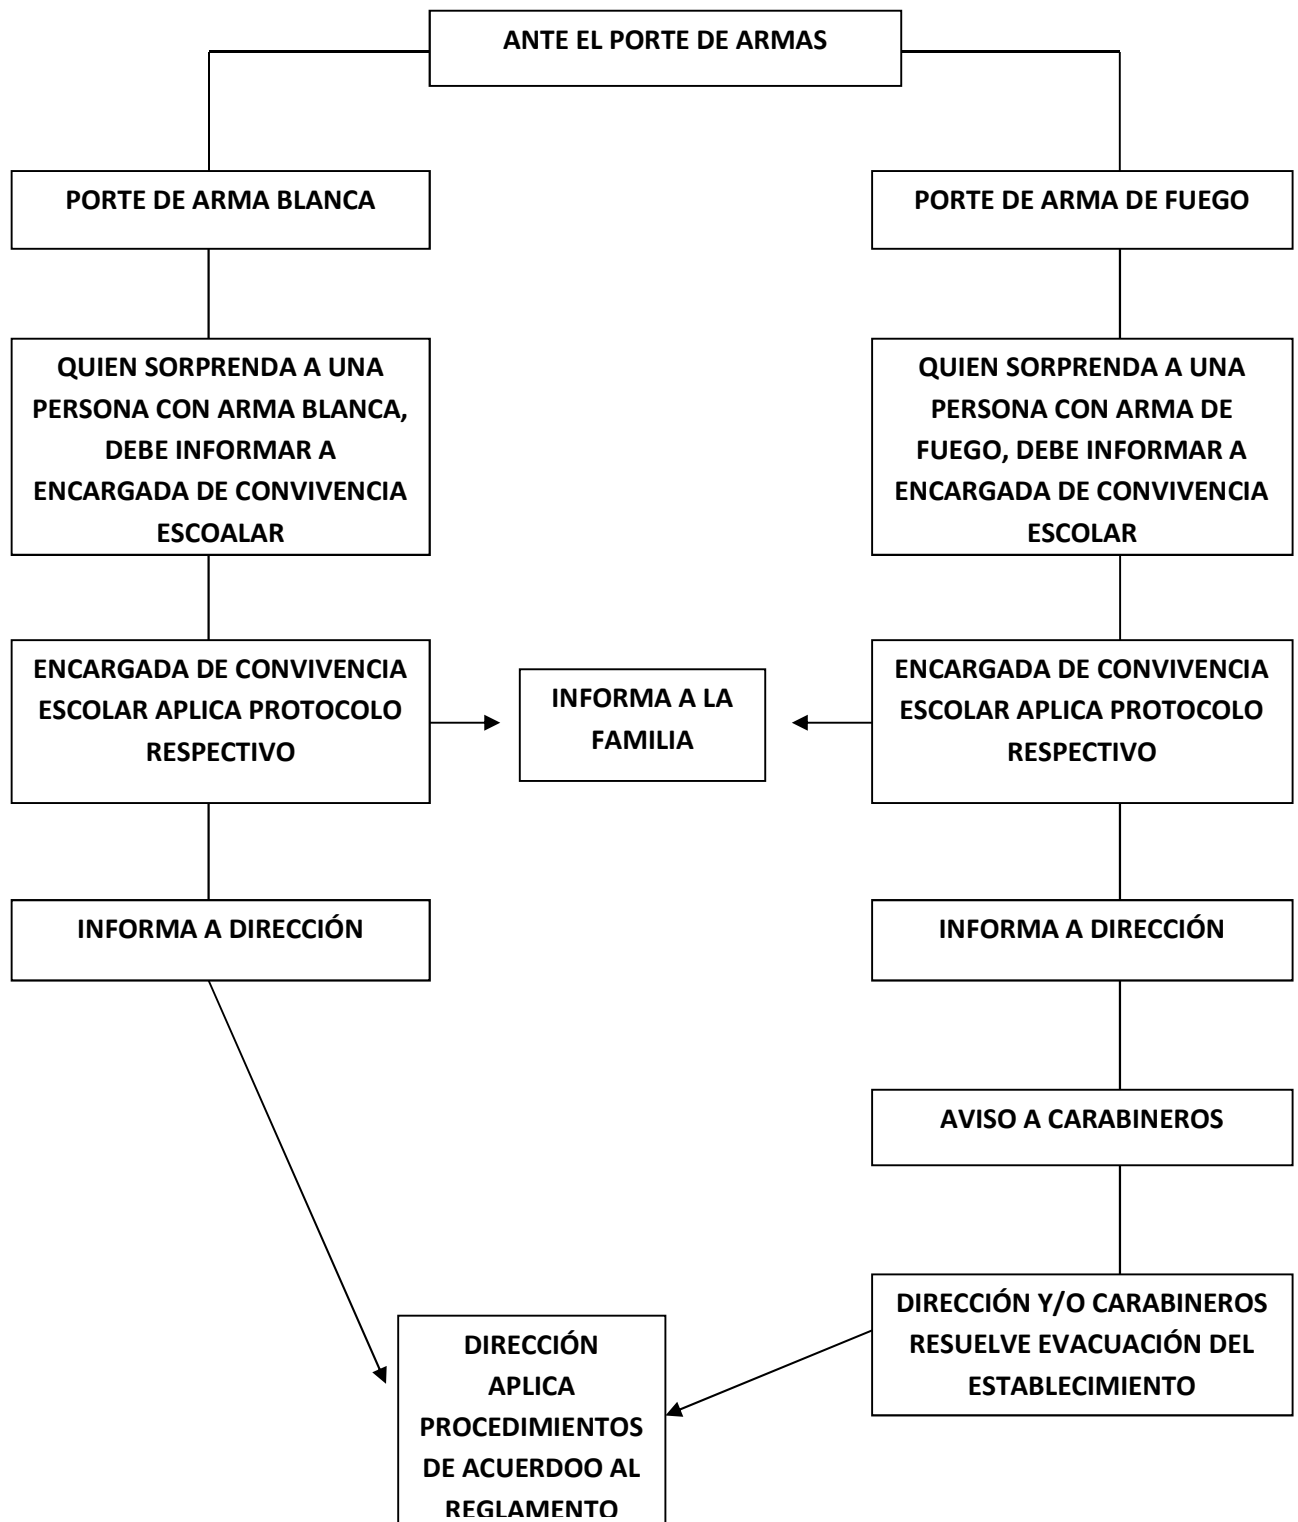 ANTE EL PORTE DE ARMAS
PORTE DE ARMA BLANCA
PORTE DE ARMA DE FUEGO
QUIEN SORPRENDA A UNA
PERSONA CON ARMA BLANCA,
DEBE INFORMAR A
ENCARGADA DE CONVIVENCIA
ESCOALAR
QUIEN SORPRENDA A UNA
PERSONA CON ARMA DE
FUEGO, DEBE INFORMAR A
ENCARGADA DE CONVIVENCIA
ESCOLAR
ENCARGADA DE CONVIVENCIA
ESCOLAR APLICA PROTOCOLO
RESPECTIVO
INFORMA A LA
FAMILIA
ENCARGADA DE CONVIVENCIA
ESCOLAR APLICA PROTOCOLO
RESPECTIVO
INFORMA A DIRECCIÓN
INFORMA A DIRECCIÓN
AVISO A CARABINEROS
DIRECCIÓN Y/O CARABINEROS
RESUELVE EVACUACIÓN DEL
ESTABLECIMIENTO
DIRECCIÓN
APLICA
PROCEDIMIENTOS
DE ACUERDOO AL
REGLAMENTO